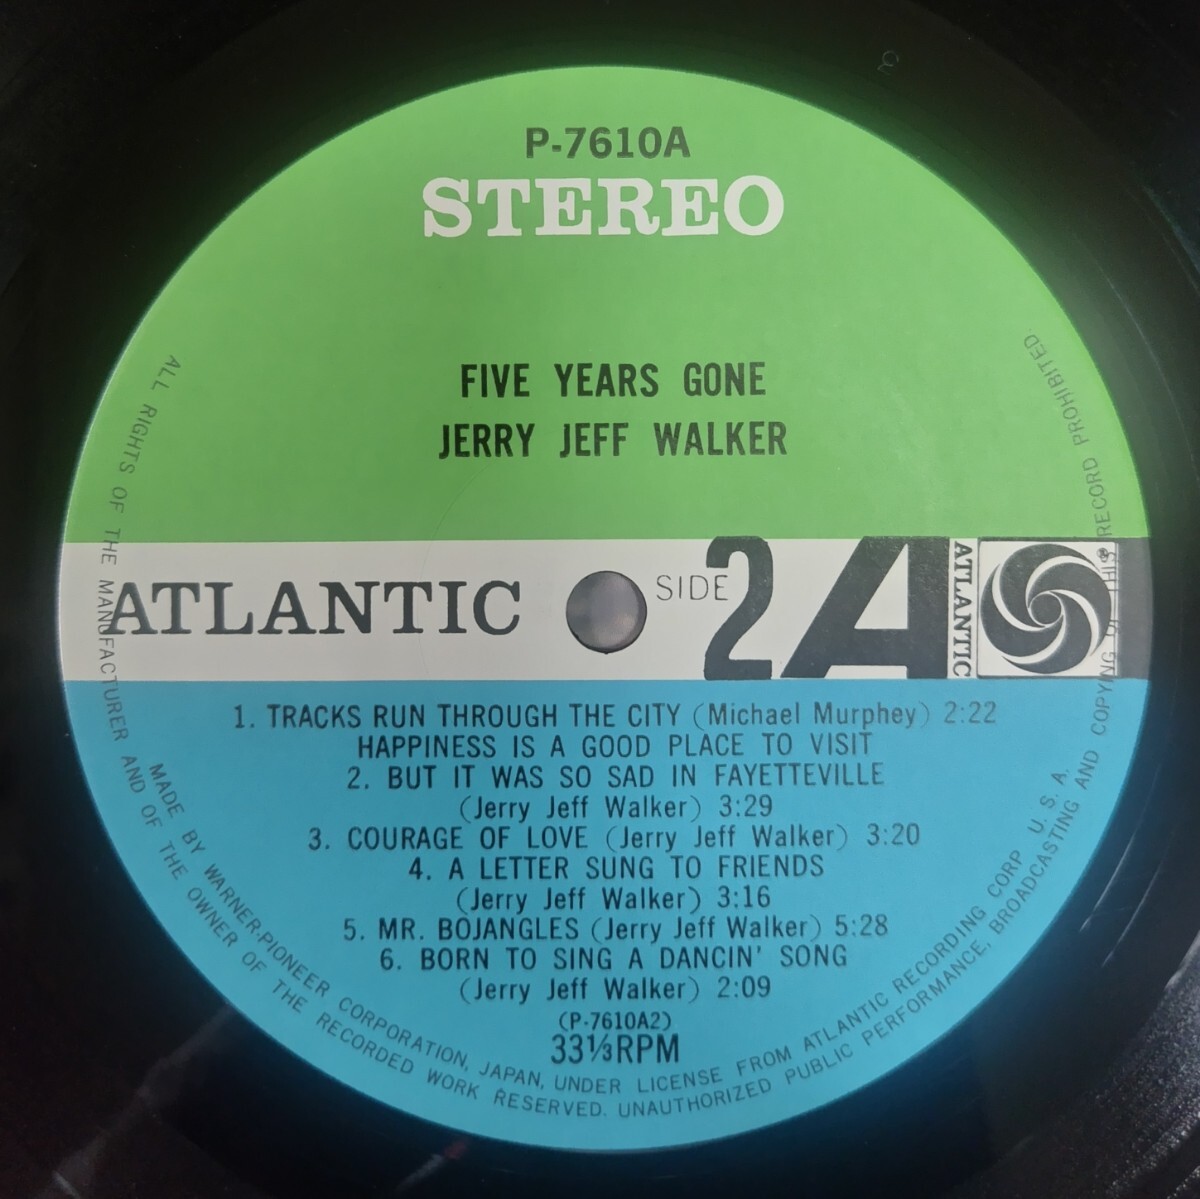 P-7610A
STEREO
FIVE YEARS GONE
JERRY JEFF WALKER
ATLANTIC
SIDE 2
A
ATLANTIC
®
1. TRACKS RUN THROUGH THE CITY (Michael Murphey) 2:22
HAPPINESS IS A GOOD PLACE TO VISIT
2. BUT IT WAS SO SAD IN FAYETTEVILLE
(Jerry Jeff Walker) 3:29
3. COURAGE OF LOVE (Jerry Jeff Walker) 3:20
4. A LETTER SUNG TO FRIENDS
(Jerry Jeff Walker) 3:16
5. MR. BOJANGLES (Jerry Jeff Walker) 5:28
6. BORN TO SING A DANCIN' SONG
(Jerry Jeff Walker) 2:09
(P-7610A2)
33⅓RPM
MADE BY WARNER-PIONEER CORPORATION, JAPAN, UNDER LICENSE FROM ATLANTIC RECORDING CORP U. S. A.
ALL RIGHTS OF THE MANUFACTURER AND OF THE OWNER OF THE RECORDED WORK RESERVED. UNAUTHORIZED PUBLIC PERFORMANCE, BROADCASTING AND COPYING OF THIS RECORD PROHIBITED.